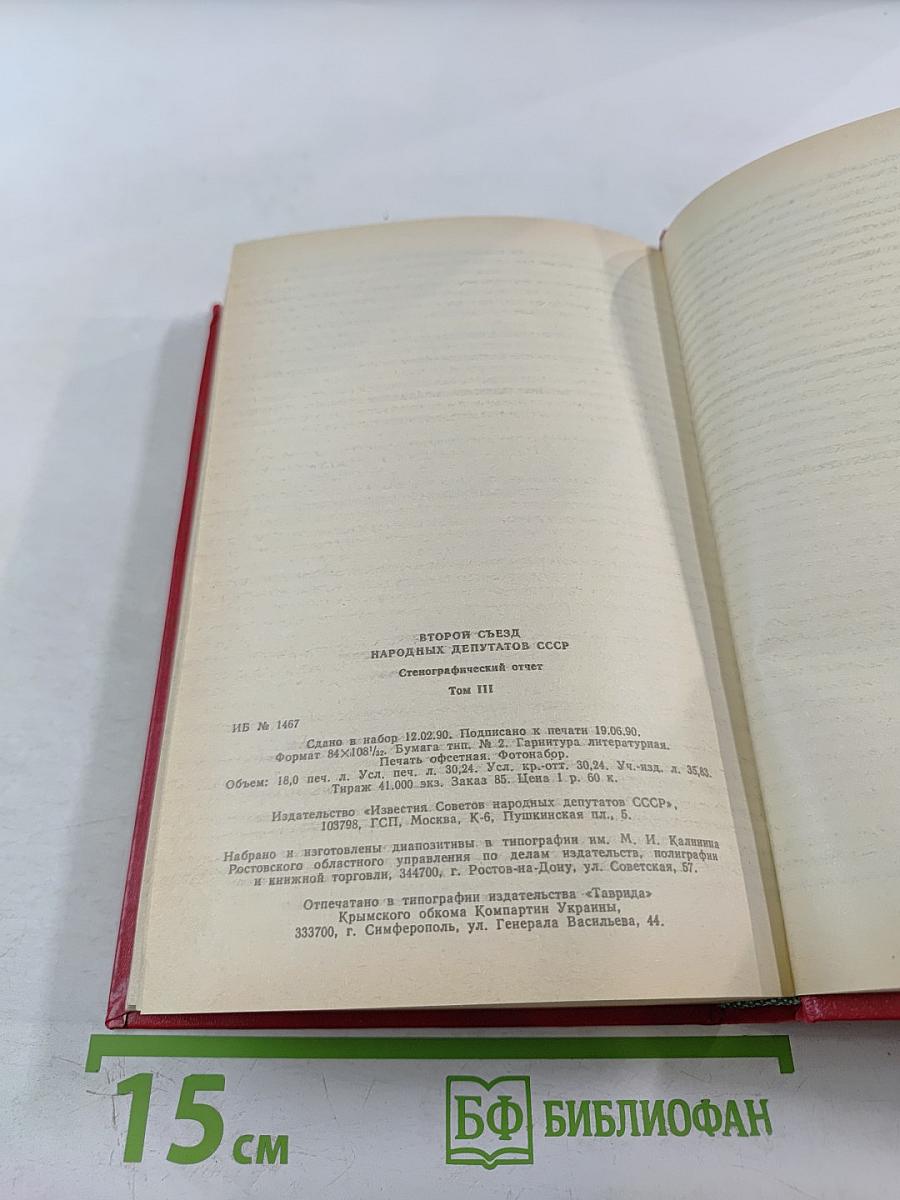 ВТОРОЙ СЪЕЗД
НАРОДНЫХ ДЕПУТАТОВ СССР
Стенографический отчет
Том III
ИБ № 1467
Сдано в набор 12.02.90. Подписано к печати 19.06.90.
Формат 84×108¹/₃₂. Бумага тип. № 2. Гарнитура литературная.
Печать офсетная. Фотонабор.
Объем: 18,0 печ. л. Усл. печ. л. 30,24. Усл. кр.-отт. 30,24. Уч.-изд. л. 35,63.
Тираж 41.000 экз. Заказ 85. Цена 1 р. 60 к.
Издательство «Известия Советов народных депутатов СССР»,
103798, ГСП, Москва, К-6, Пушкинская пл., 5.
Набрано и изготовлены диапозитивы в типографии им. М. И. Калинина
Ростовского областного управления по делам издательств, полиграфии
и книжной торговли, 344700, г. Ростов-на-Дону, ул. Советская, 57.
Отпечатано в типографии издательства «Таврида»
Крымского обкома Компартии Украины,
333700, г. Симферополь, ул. Генерала Васильева, 44.
15 см
БФ БИБЛИОФАН